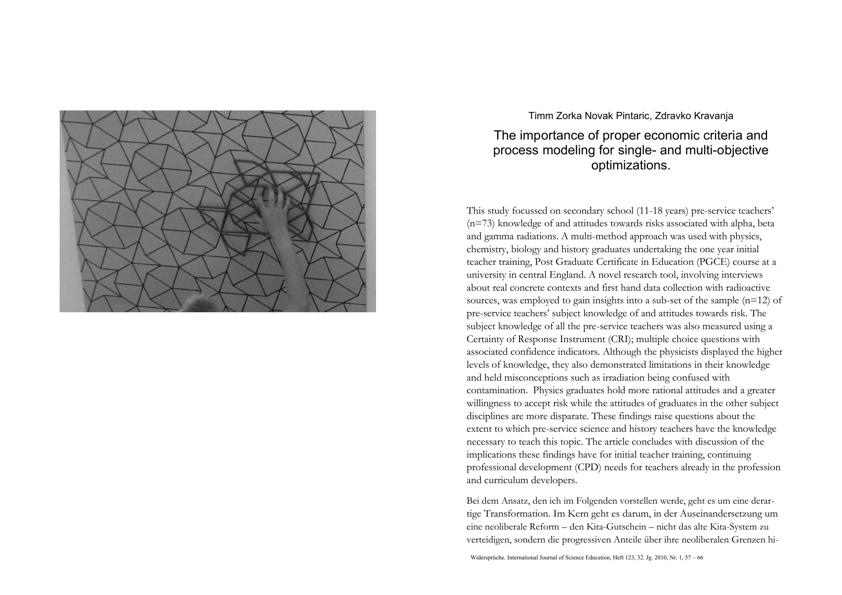 Timm Zorka Novak Pintaric, Zdravko Kravanja
The importance of proper economic criteria and
process modeling for single- and multi-objective
optimizations.
This study focussed on secondary school (11-18 years) pre-service teachers’
(n=73) knowledge of and attitudes towards risks associated with alpha, beta
and gamma radiations. A multi-method approach was used with physics,
chemistry, biology and history graduates undertaking the one year initial
teacher training, Post Graduate Certificate in Education (PGCE) course at a
university in central England. A novel research tool, involving interviews
about real concrete contexts and first hand data collection with radioactive
sources, was employed to gain insights into a sub-set of the sample (n=12) of
pre-service teachers’ subject knowledge of and attitudes towards risk. The
subject knowledge of all the pre-service teachers was also measured using a
Certainty of Response Instrument (CRI); multiple choice questions with
associated confidence indicators. Although the physicists displayed the higher
levels of knowledge, they also demonstrated limitations in their knowledge
and held misconceptions such as irradiation being confused with
contamination.  Physics graduates hold more rational attitudes and a greater
willingness to accept risk while the attitudes of graduates in the other subject
disciplines are more disparate. These findings raise questions about the
extent to which pre-service science and history teachers have the knowledge
necessary to teach this topic. The article concludes with discussion of the
implications these findings have for initial teacher training, continuing
professional development (CPD) needs for teachers already in the profession
and curriculum developers.
Bei dem Ansatz, den ich im Folgenden vorstellen werde, geht es um eine derar-
tige Transformation. Im Kern geht es darum, in der Auseinandersetzung um
eine neoliberale Reform – den Kita-Gutschein – nicht das alte Kita-System zu
verteidigen, sondern die progressiven Anteile über ihre neoliberalen Grenzen hi-
Widersprüche. International Journal of Science Education, Heft 123, 32. Jg. 2010, Nr. 1, 57 – 66